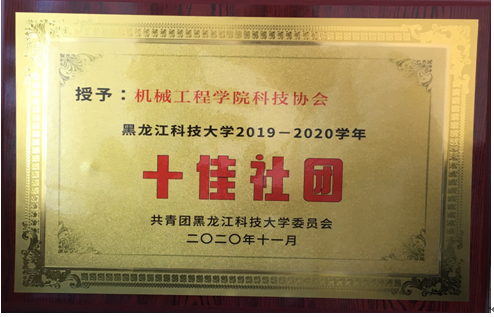 授予：机械工程学院科技协会
黑龙江科技大学2019－2020学年
十佳社团
共青团黑龙江科技大学委员会
二〇二〇年十一月